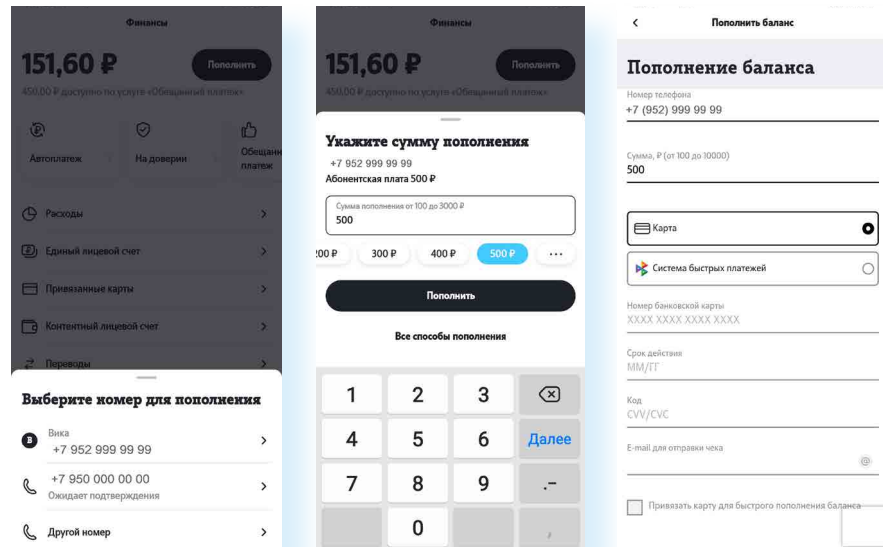 Финансы
151,60 ₽
Пополнить
450,00 ₽ доступно по услуге «Обещанный платеж»
Автоплатеж
На доверии
Обещанн
платеж
Расходы
Единый лицевой счет
Привязанные карты
Контентный лицевой счет
Переводы
Выберите номер для пополнения
В
Вика
+7 952 999 99 99
+7 950 000 00 00
Ожидает подтверждения
Другой номер
Финансы
151,60 ₽
Пополнить
450,00 ₽ доступно по услуге «Обещанный платеж»
Укажите сумму пополнения
+7 952 999 99 99
Абонентская плата 500 ₽
Сумма пополнения от 100 до 3000 ₽
500
200 ₽ 300 ₽ 400 ₽ 500 ₽ ...
Пополнить
Все способы пополнения
1 2 3
4 5 6 Далее
7 8 9 .-
0 ,
Пополнить баланс
Пополнение баланса
Номер телефона
+7 (952) 999 99 99
Сумма, ₽ (от 100 до 10000)
500
Карта
Система быстрых платежей
Номер банковской карты
XXXX XXXX XXXX XXXX
Срок действия
ММ/ГГ
Код
CVV/CVC
E-mail для отправки чека
@
Привязать карту для быстрого пополнения баланса